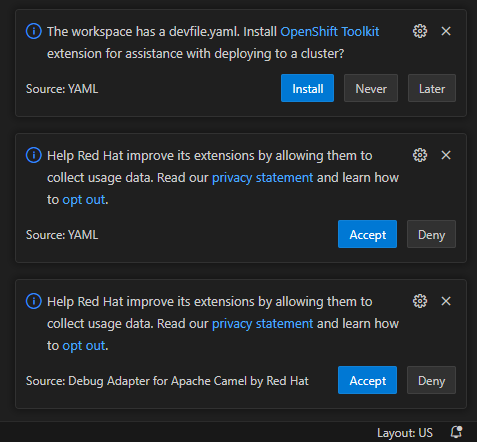 The workspace has a devfile.yaml. Install OpenShift Toolkit
extension for assistance with deploying to a cluster?
Source: YAML
Install
Never
Later
Help Red Hat improve its extensions by allowing them to
collect usage data. Read our privacy statement and learn how
to opt out.
Source: YAML
Accept
Deny
Help Red Hat improve its extensions by allowing them to
collect usage data. Read our privacy statement and learn how
to opt out.
Source: Debug Adapter for Apache Camel by Red Hat
Accept
Deny
Layout: US